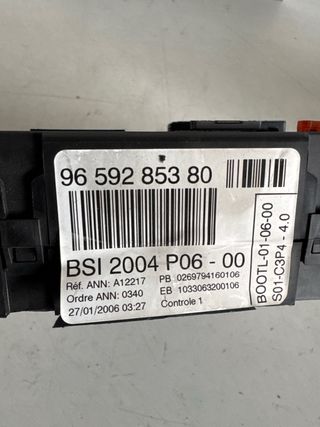 96 592 853 80
BSI 2004 P06 - 00
Réf. ANN: A12217 PB :0269794160106
Ordre ANN: 0340 EB :1033063200106
27/01/2006 03:27 Controle 1
BOOTL-01-06-00
S01-C3P4 - 4.0